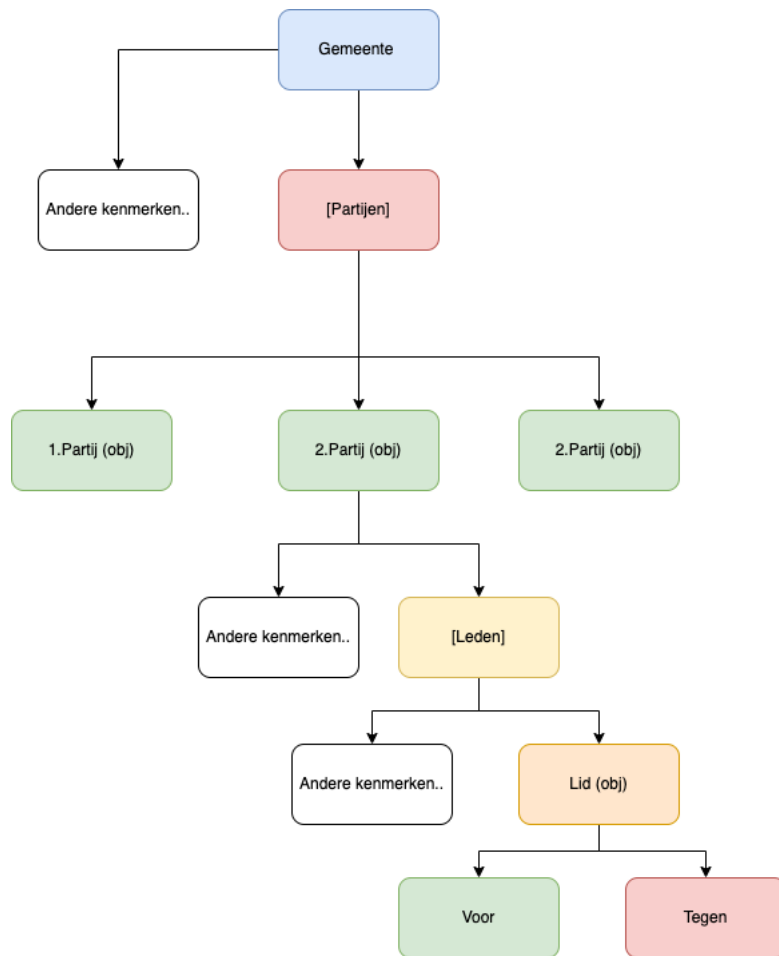 Gemeente
Andere kenmerken..
[Partijen]
1.Partij (obj)
2.Partij (obj)
2.Partij (obj)
Andere kenmerken..
[Leden]
Andere kenmerken..
Lid (obj)
Voor
Tegen